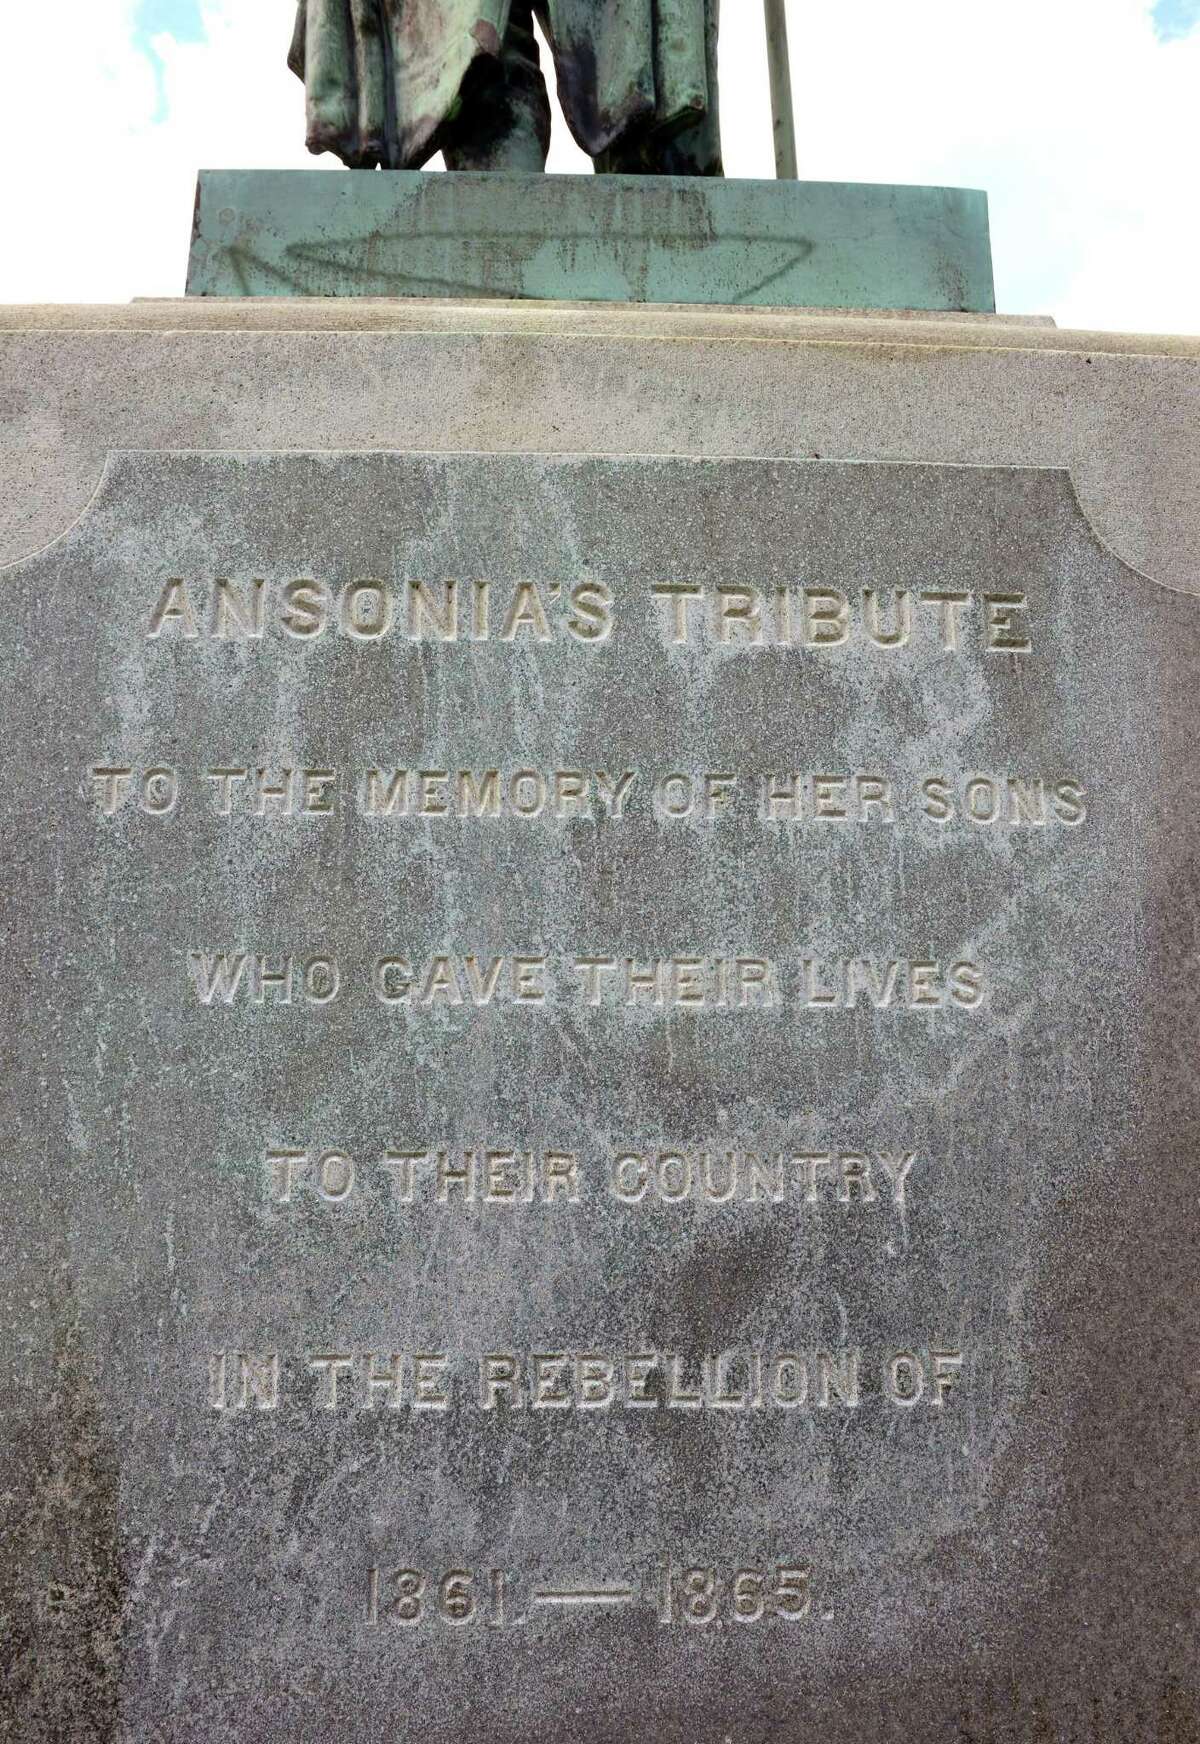 ANSONIA'S TRIBUTE
TO THE MEMORY OF HER SONS
WHO GAVE THEIR LIVES
TO THEIR COUNTRY
IN THE REBELLION OF
1861 — 1865.